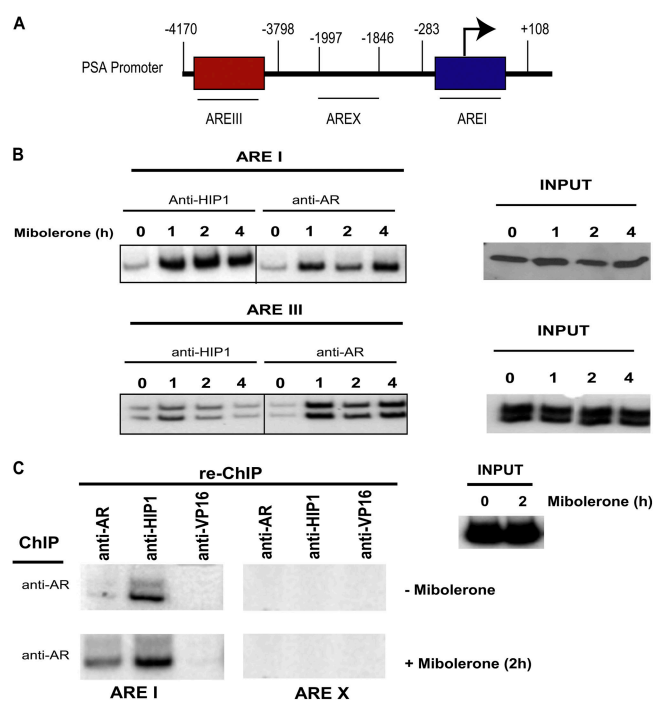 A
-4170 -3798 -1997 -1846 -283 +108
PSA Promoter
AREIII AREX AREI
B
ARE I
Anti-HIP1 anti-AR
Mibolerone (h) 0 1 2 4 0 1 2 4
INPUT
0 1 2 4
ARE III
anti-HIP1 anti-AR
0 1 2 4 0 1 2 4
INPUT
0 1 2 4
C
re-ChIP
ChIP
anti-AR anti-HIP1 anti-VP16 anti-AR anti-HIP1 anti-VP16
INPUT
0 2 Mibolerone (h)
anti-AR - Mibolerone
anti-AR + Mibolerone (2h)
ARE I ARE X